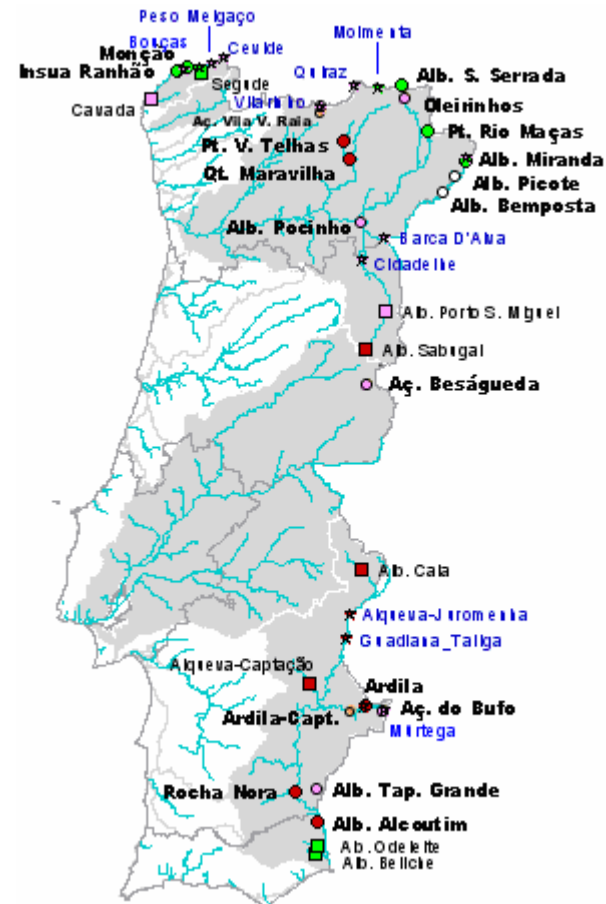 Peso Melgaço
Bouças
Cevide
Molmenta
Monção
Insua Ranhão
Segude
Quiraz
Alb. S. Serrada
Cavada
Vilarinho
Oleirinhos
Aç. Vila V. Raia
Pt. Rio Maças
Pt. V. Telhas
Alb. Miranda
Qt. Maravilha
Alb. Picote
Alb. Bemposta
Alb. Pocinho
Barca D'Alva
Cidadelhe
Alb. Porto S. Miguel
Alb. Sabugal
Aç. Beságueda
Alb. Caia
Alqueva-Juromenha
Guadiana_Taliga
Alqueva-Captação
Ardila
Ardila-Capt.
Aç. do Bufo
Murtega
Rocha Nora
Alb. Tap. Grande
Alb. Alcoutim
Ab. Odeleite
Alb. Beliche